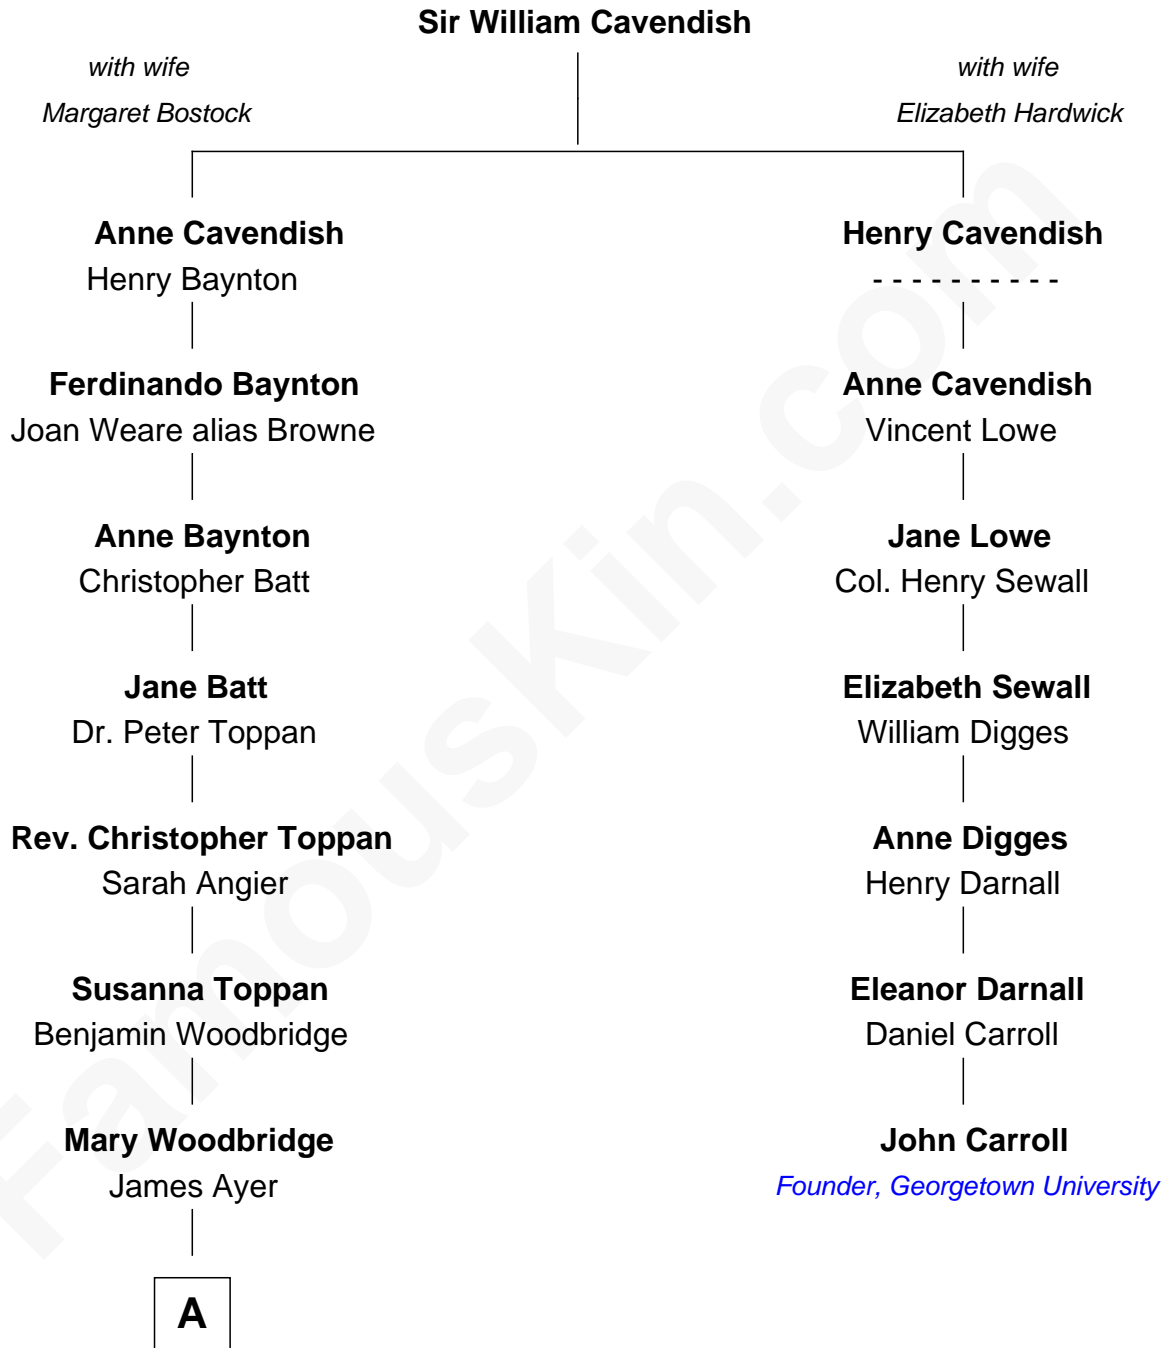 Sir William Cavendish
with wife
Margaret Bostock
with wife
Elizabeth Hardwick
Anne Cavendish
Henry Baynton
Henry Cavendish
- - - - - - - - - -
Ferdinando Baynton
Joan Weare alias Browne
Anne Cavendish
Vincent Lowe
Anne Baynton
Christopher Batt
Jane Lowe
Col. Henry Sewall
Jane Batt
Dr. Peter Toppan
Elizabeth Sewall
William Digges
Rev. Christopher Toppan
Sarah Angier
Anne Digges
Henry Darnall
Susanna Toppan
Benjamin Woodbridge
Eleanor Darnall
Daniel Carroll
Mary Woodbridge
James Ayer
John Carroll
Founder, Georgetown University
A
FamousKin.com